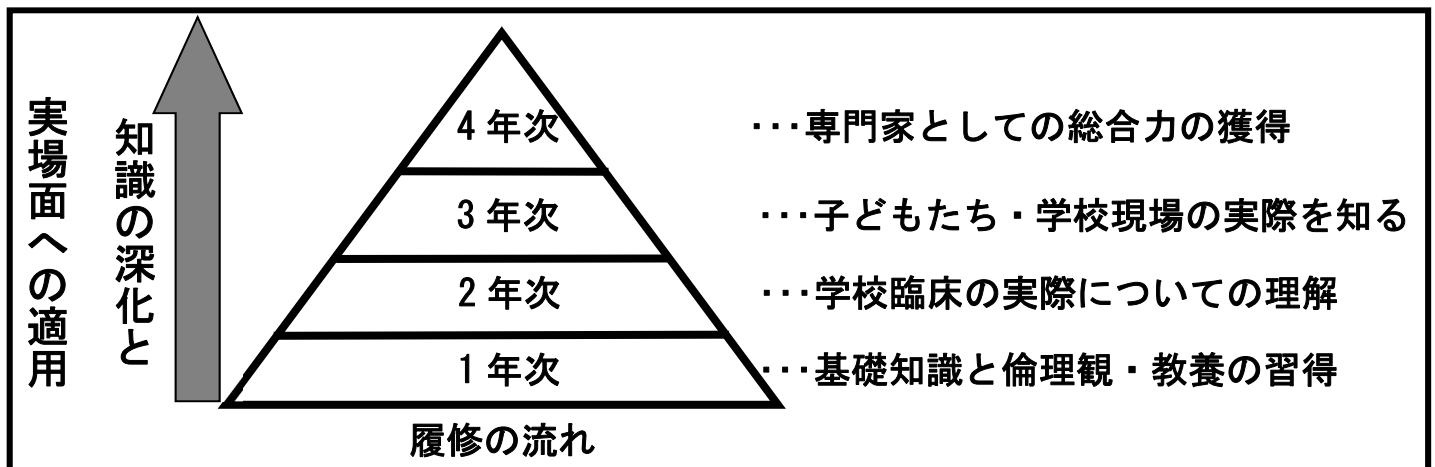 知識の深化と
実場面への適用
4年次 ･･･専門家としての総合力の獲得
3年次 ･･･子どもたち・学校現場の実際を知る
2年次 ･･･学校臨床の実際についての理解
1年次 ･･･基礎知識と倫理観・教養の習得
履修の流れ